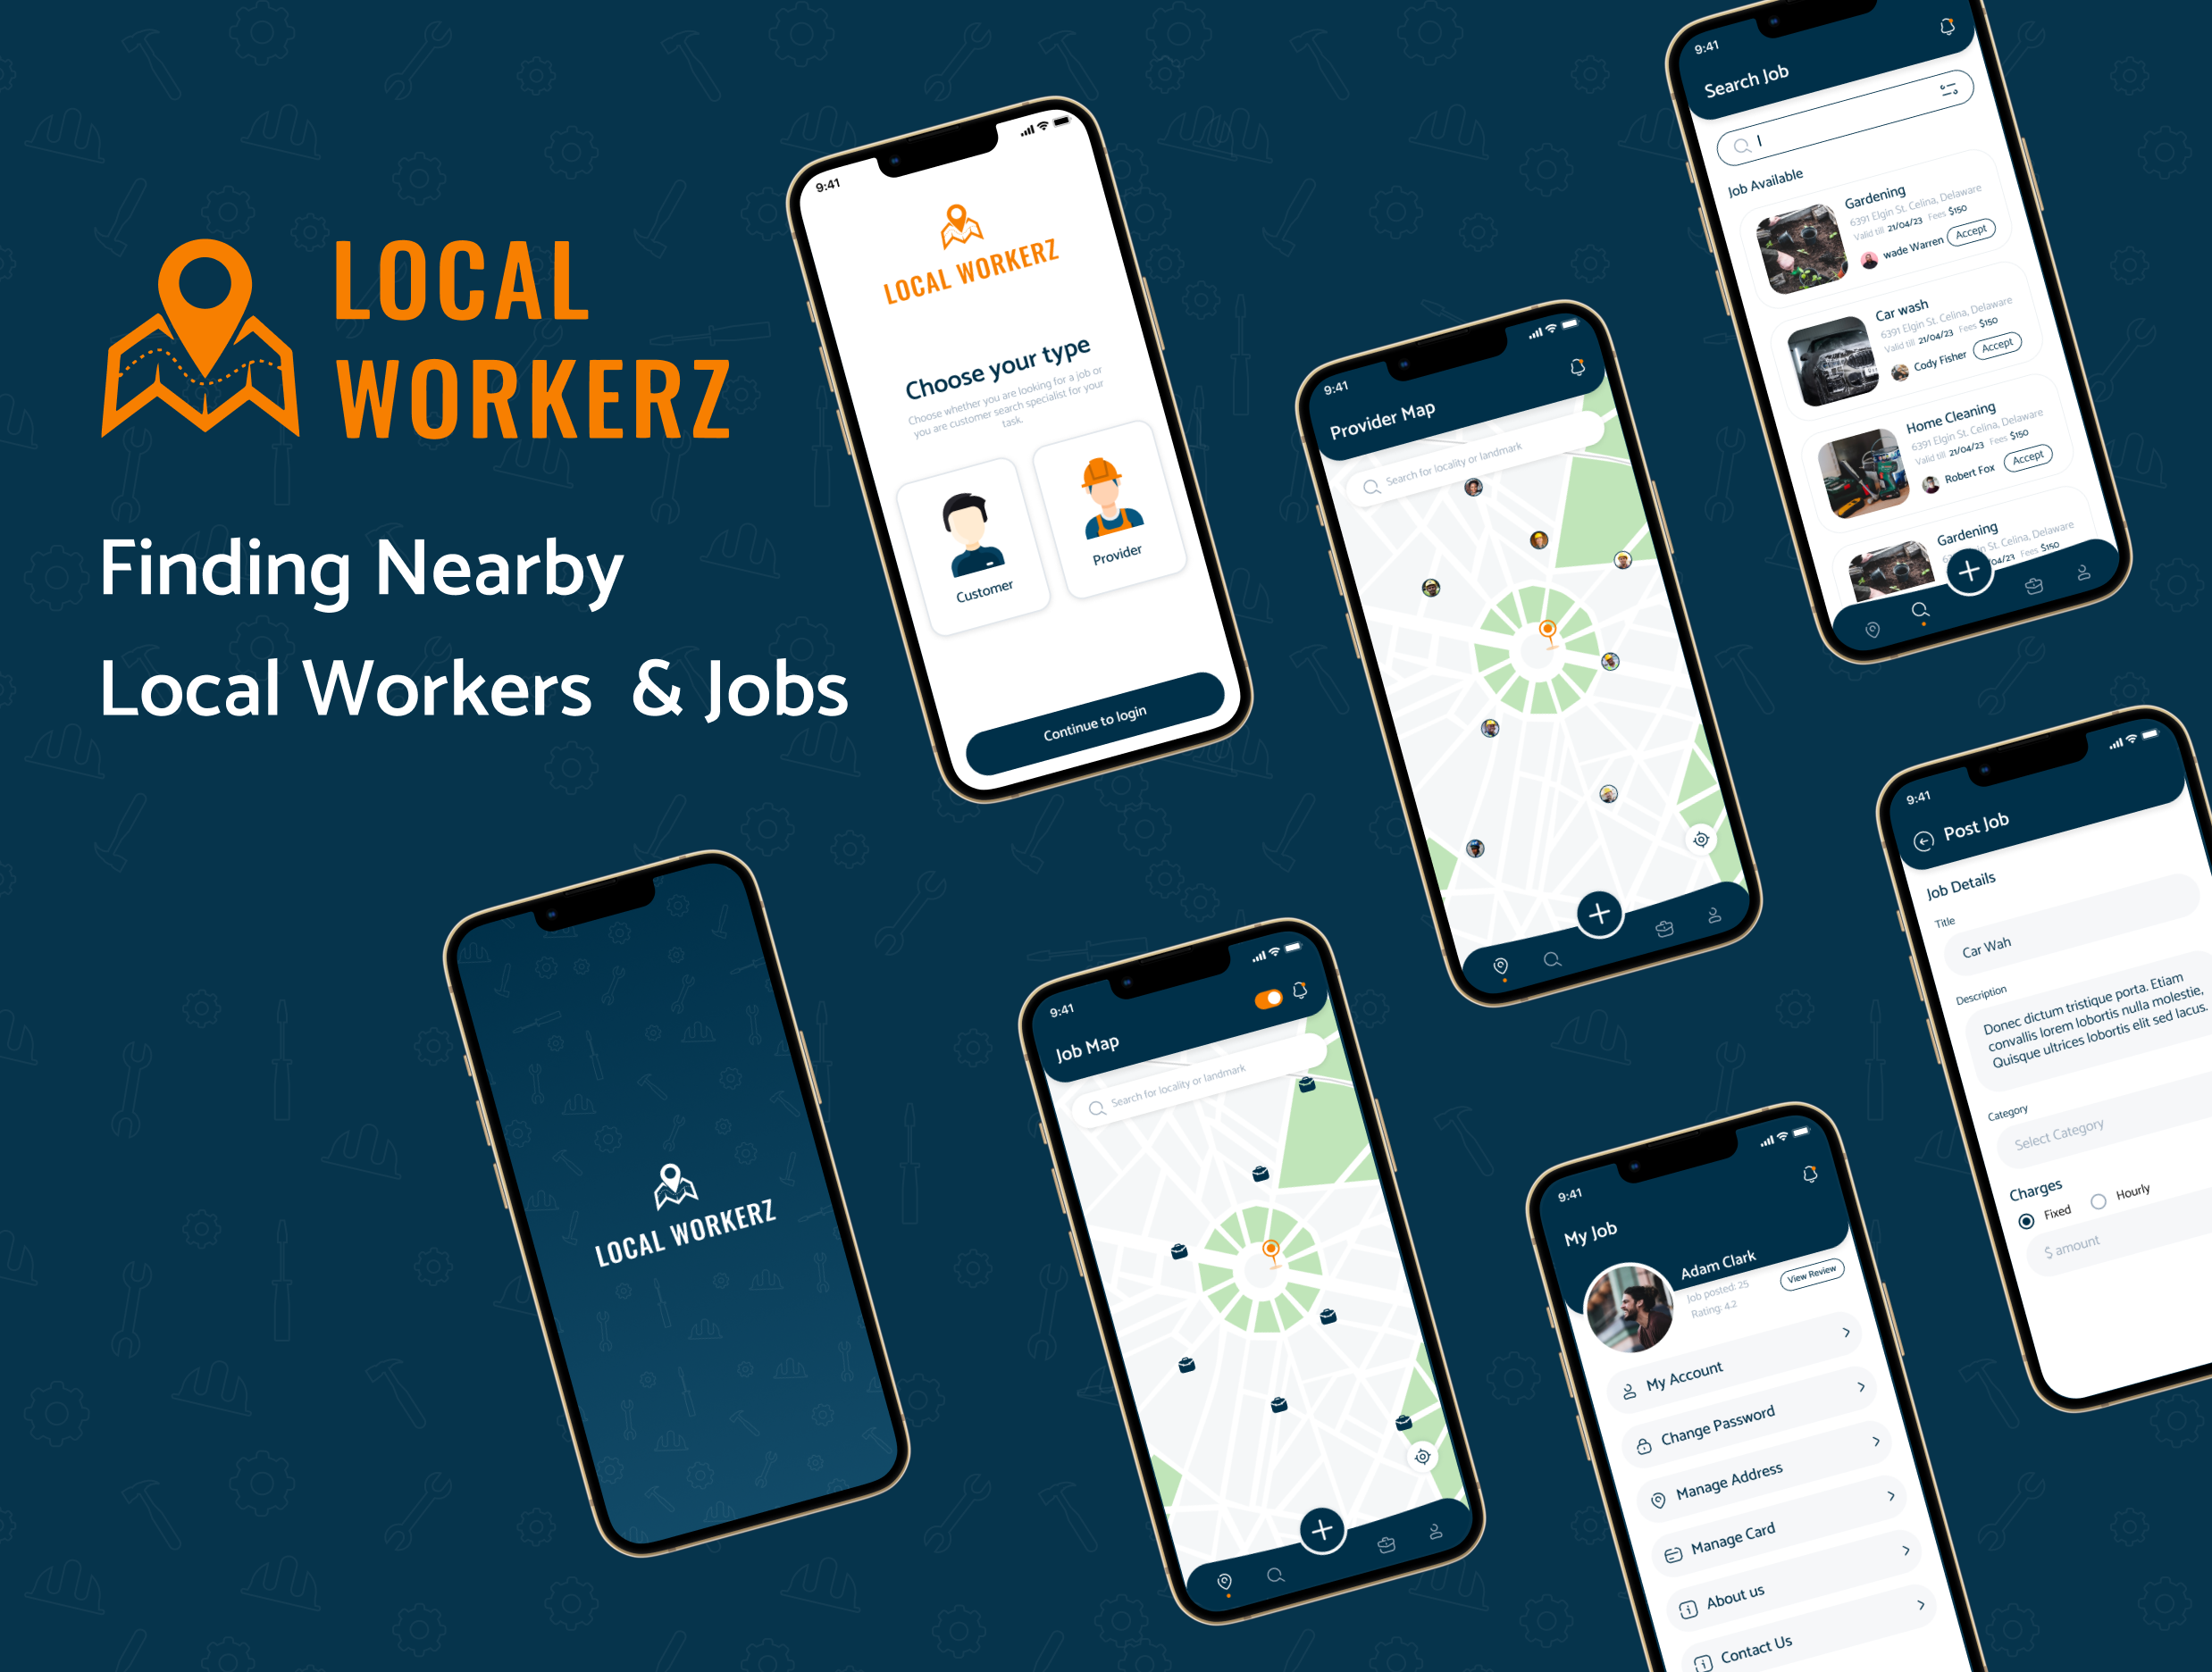 LOCAL
WORKERZ
Finding Nearby
Local Workers & Jobs
9:41
LOCAL WORKERZ
Choose your type
Choose whether you are looking for a job or
you are customer search specialist for your
task.
Customer
Provider
Continue to login
9:41
Provider Map
Search for locality or landmark
9:41
Search Job
Job Available
Gardening
6391 Elgin St. Celina, Delaware
Valid till 21/04/23 Fees $150
wade Warren
Accept
Car wash
6391 Elgin St. Celina, Delaware
Valid till 21/04/23 Fees $150
Cody Fisher
Accept
Home Cleaning
6391 Elgin St. Celina, Delaware
Valid till 21/04/23 Fees $150
Robert Fox
Accept
Gardening
St. Celina, Delaware
04/23 Fees $150
LOCAL WORKERZ
9:41
Job Map
Search for locality or landmark
9:41
Post Job
Job Details
Title
Car Wah
Description
Donec dictum tristique porta. Etiam
convallis lorem lobortis nulla molestie,
Quisque ultrices lobortis elit sed lacus.
Category
Select Category
Charges
Fixed
Hourly
$ amount
9:41
My Job
Adam Clark
Job posted: 25
Rating: 4.2
View Review
My Account
Change Password
Manage Address
Manage Card
About us
Contact Us